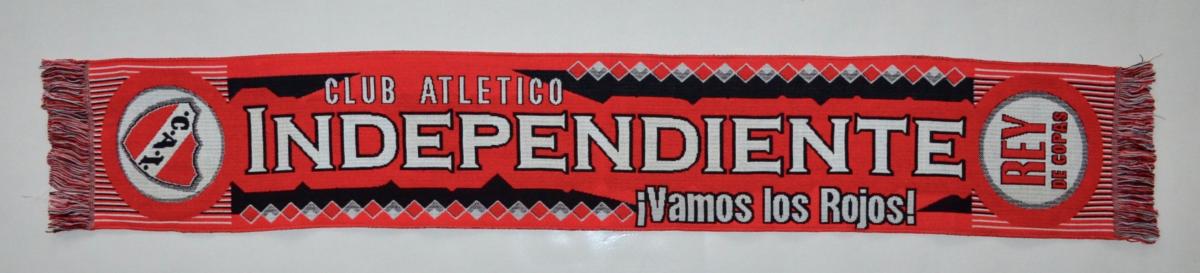 C.A.I.
CLUB ATLETICO
INDEPENDIENTE
¡Vamos los Rojos!
REY
DE COPAS